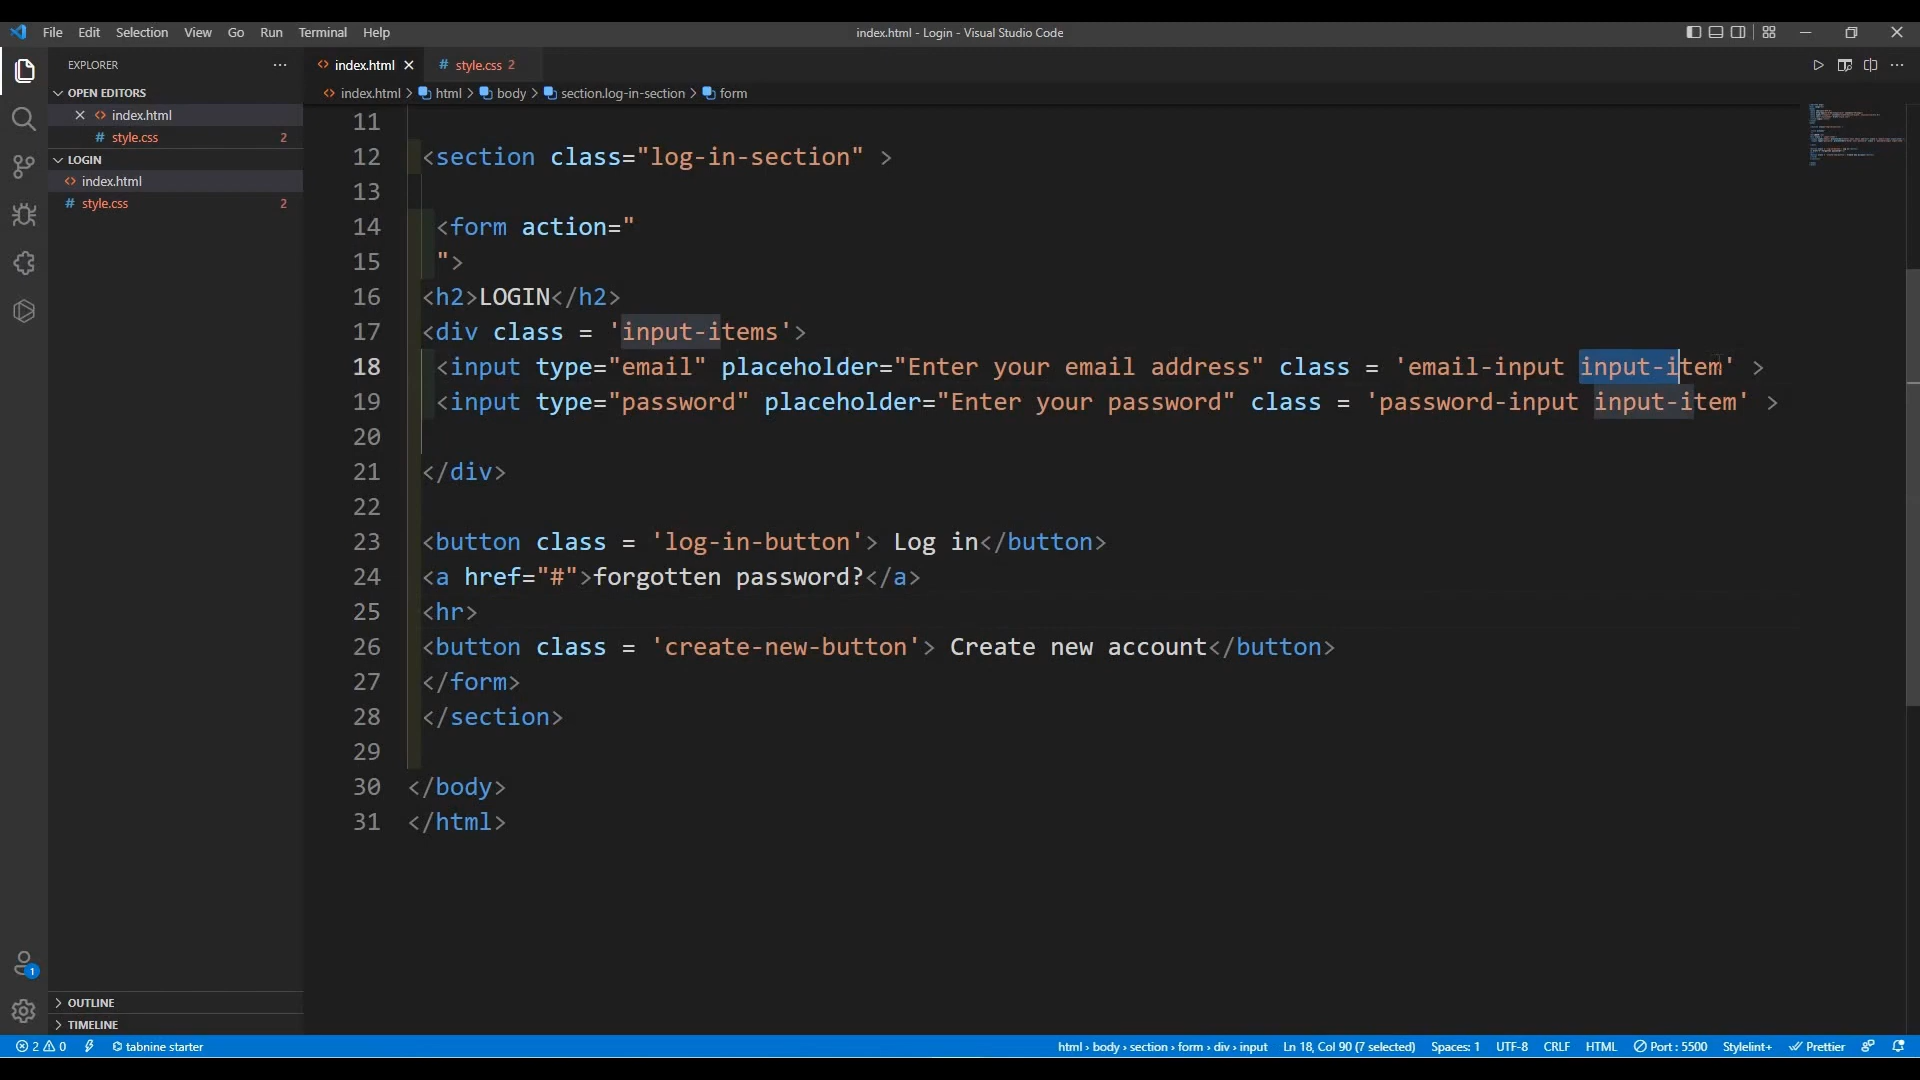 File Edit Selection View Go Run Terminal Help
index.html - Login - Visual Studio Code
EXPLORER
index.html
style.css 2
OPEN EDITORS
index.html
style.css 2
LOGIN
index.html
style.css 2
index.html > html > body > section.log-in-section > form
11
12 <section class="log-in-section" >
13
14 <form action="
15 ">
16 <h2>LOGIN</h2>
17 <div class = 'input-items'>
18 <input type="email" placeholder="Enter your email address" class = 'email-input input-item' >
19 <input type="password" placeholder="Enter your password" class = 'password-input input-item' >
20
21 </div>
22
23 <button class = 'log-in-button'> Log in</button>
24 <a href="#">forgotten password?</a>
25 <hr>
26 <button class = 'create-new-button'> Create new account</button>
27 </form>
28 </section>
29
30 </body>
31 </html>
1
OUTLINE
TIMELINE
2 0 tabnine starter
html › body › section › form › div › input Ln 18, Col 90 (7 selected) Spaces: 1 UTF-8 CRLF HTML Port : 5500 Stylelint+ Prettier